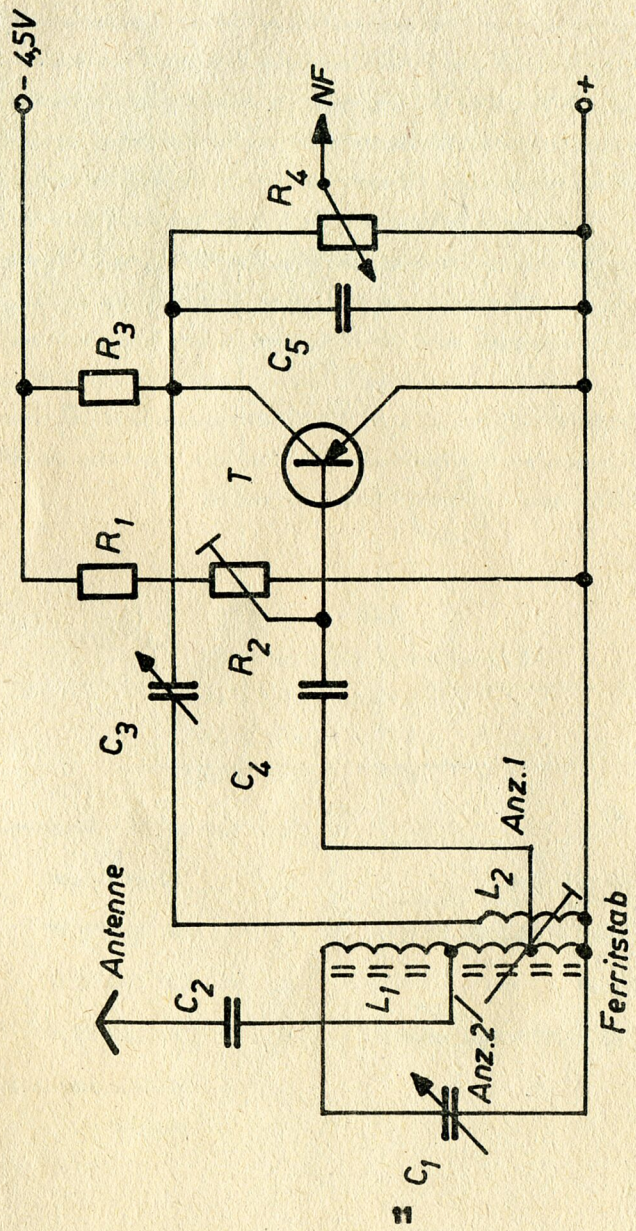 Antenne
C2
C1
L1
Anz.2
L2
Anz.1
Ferritstab
C3
C4
R1
R2
T
R3
C5
R4
NF
-4,5V
+